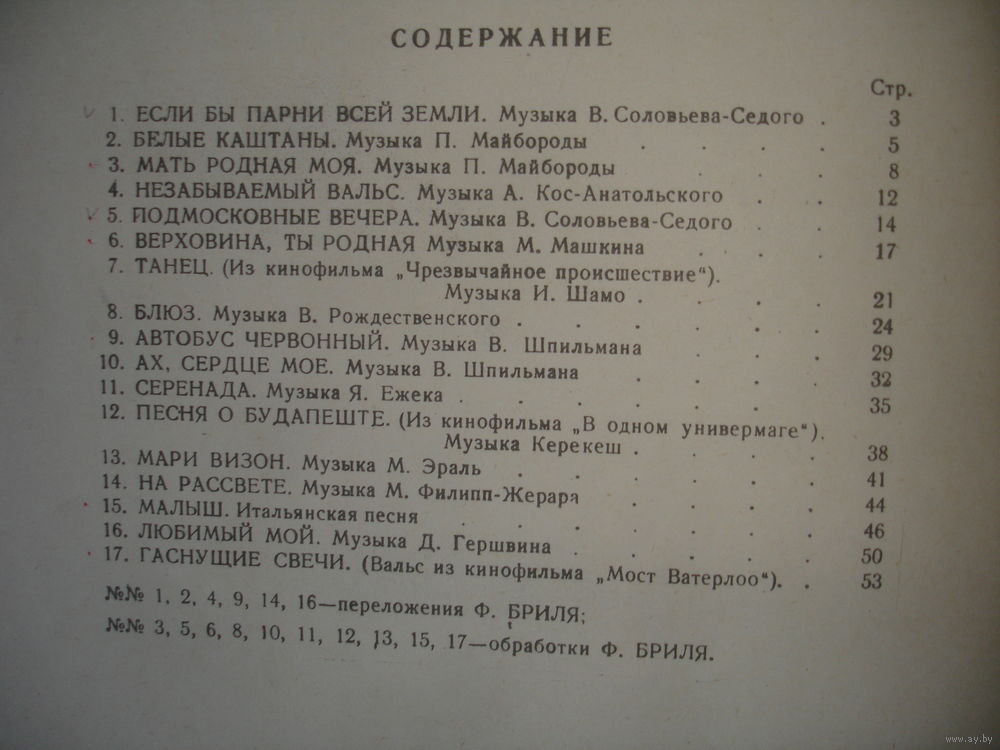 СОДЕРЖАНИЕ
Стр.
1. ЕСЛИ БЫ ПАРНИ ВСЕЙ ЗЕМЛИ. Музыка В. Соловьева-Седого . 3
2. БЕЛЫЕ КАШТАНЫ. Музыка П. Майбороды . . . . 5
3. МАТЬ РОДНАЯ МОЯ. Музыка П. Майбороды . . . 8
4. НЕЗАБЫВАЕМЫЙ ВАЛЬС. Музыка А. Кос-Анатольского . . 12
5. ПОДМОСКОВНЫЕ ВЕЧЕРА. Музыка В. Соловьева-Седого . . 14
6. ВЕРХОВИНА, ТЫ РОДНАЯ Музыка М. Машкина . . . 17
7. ТАНЕЦ. (Из кинофильма „Чрезвычайное происшествие“).
Музыка И. Шамо . . . . 21
8. БЛЮЗ. Музыка В. Рождественского . . . . . . 24
9. АВТОБУС ЧЕРВОННЫЙ. Музыка В. Шпильмана . . . 29
10. АХ, СЕРДЦЕ МОЕ. Музыка В. Шпильмана . . . . 32
11. СЕРЕНАДА. Музыка Я. Ежека . . . . . . 35
12. ПЕСНЯ О БУДАПЕШТЕ. (Из кинофильма „В одном универмаге“).
Музыка Керекеш . . . . 38
13. МАРИ ВИЗОН. Музыка М. Эраль . . . . . . 41
14. НА РАССВЕТЕ. Музыка М. Филипп-Жераря . . . . 44
15. МАЛЫШ. Итальянская песня . . . . . . 46
16. ЛЮБИМЫЙ МОЙ. Музыка Д. Гершвина . . . . . 50
17. ГАСНУЩИЕ СВЕЧИ. (Вальс из кинофильма „Мост Ватерлоо“). . 53
№№ 1, 2, 4, 9, 14, 16—переложения Ф. БРИЛЯ;
№№ 3, 5, 6, 8, 10, 11, 12, 13, 15, 17—обработки Ф. БРИЛЯ.
www.ay.by